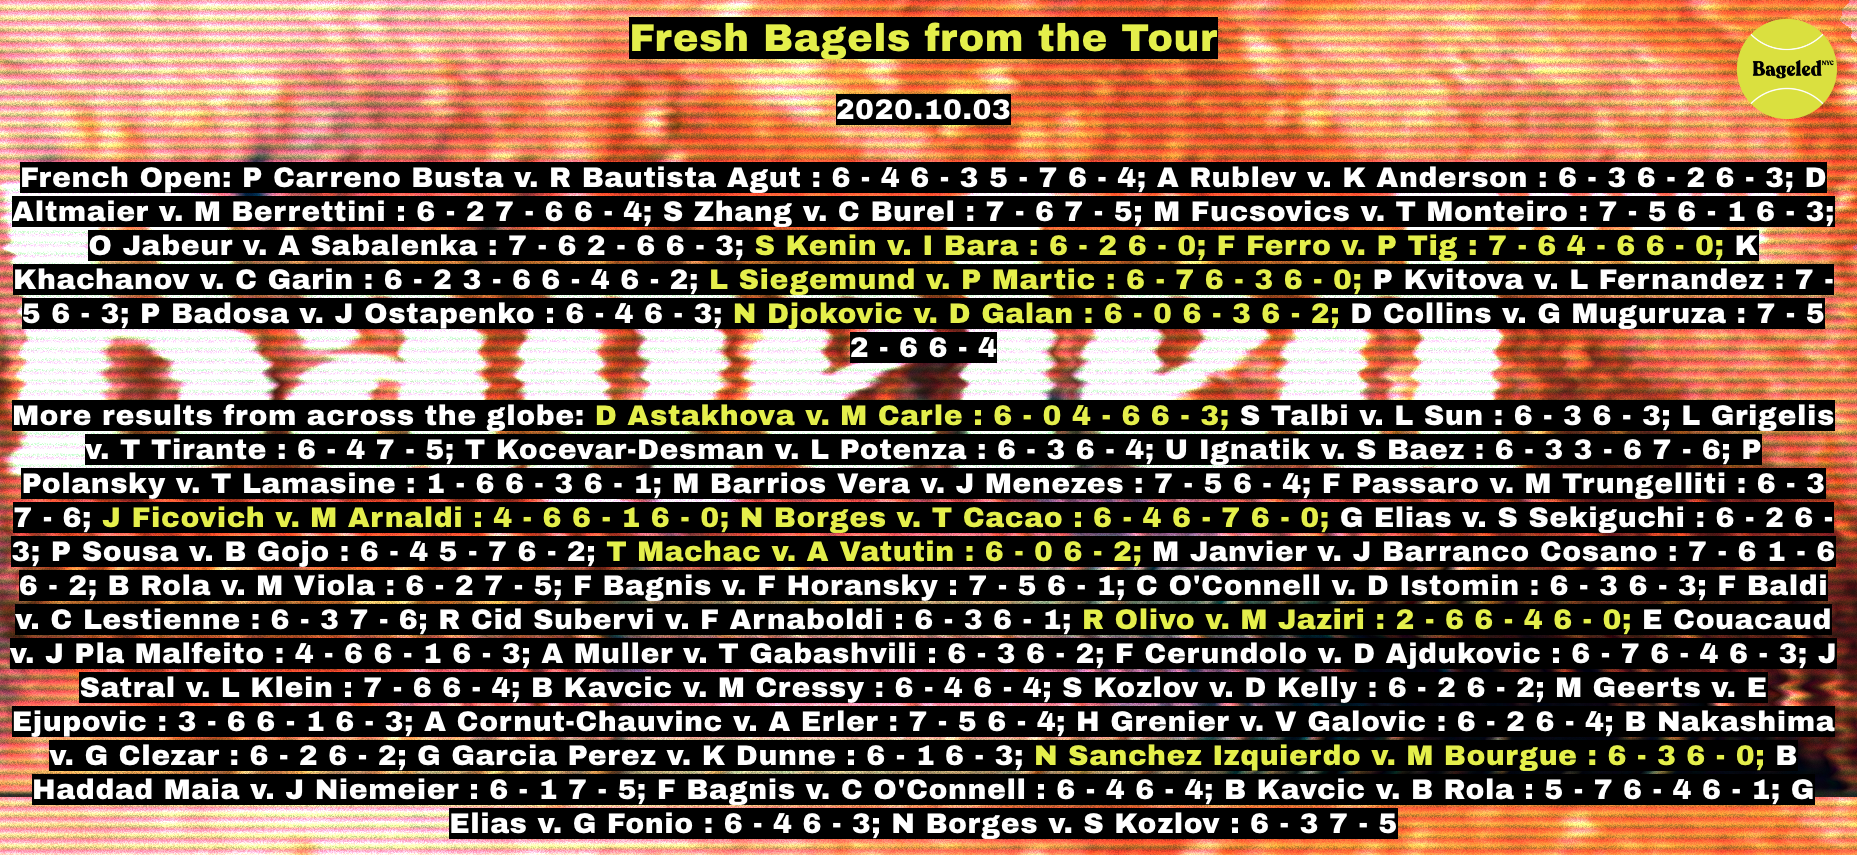 Fresh Bagels from the Tour
Bageled NYC
2020.10.03
French Open: P Carreno Busta v. R Bautista Agut : 6 - 4 6 - 3 5 - 7 6 - 4; A Rublev v. K Anderson : 6 - 3 6 - 2 6 - 3; D
Altmaier v. M Berrettini : 6 - 2 7 - 6 6 - 4; S Zhang v. C Burel : 7 - 6 7 - 5; M Fucsovics v. T Monteiro : 7 - 5 6 - 1 6 - 3;
O Jabeur v. A Sabalenka : 7 - 6 2 - 6 6 - 3; S Kenin v. I Bara : 6 - 2 6 - 0; F Ferro v. P Tig : 7 - 6 4 - 6 6 - 0; K
Khachanov v. C Garin : 6 - 2 3 - 6 6 - 4 6 - 2; L Siegemund v. P Martic : 6 - 7 6 - 3 6 - 0; P Kvitova v. L Fernandez : 7 -
5 6 - 3; P Badosa v. J Ostapenko : 6 - 4 6 - 3; N Djokovic v. D Galan : 6 - 0 6 - 3 6 - 2; D Collins v. G Muguruza : 7 - 5
2 - 6 6 - 4
More results from across the globe: D Astakhova v. M Carle : 6 - 0 4 - 6 6 - 3; S Talbi v. L Sun : 6 - 3 6 - 3; L Grigelis
v. T Tirante : 6 - 4 7 - 5; T Kocevar-Desman v. L Potenza : 6 - 3 6 - 4; U Ignatik v. S Baez : 6 - 3 3 - 6 7 - 6; P
Polansky v. T Lamasine : 1 - 6 6 - 3 6 - 1; M Barrios Vera v. J Menezes : 7 - 5 6 - 4; F Passaro v. M Trungelliti : 6 - 3
7 - 6; J Ficovich v. M Arnaldi : 4 - 6 6 - 1 6 - 0; N Borges v. T Cacao : 6 - 4 6 - 7 6 - 0; G Elias v. S Sekiguchi : 6 - 2 6 -
3; P Sousa v. B Gojo : 6 - 4 5 - 7 6 - 2; T Machac v. A Vatutin : 6 - 0 6 - 2; M Janvier v. J Barranco Cosano : 7 - 6 1 - 6
6 - 2; B Rola v. M Viola : 6 - 2 7 - 5; F Bagnis v. F Horansky : 7 - 5 6 - 1; C O'Connell v. D Istomin : 6 - 3 6 - 3; F Baldi
v. C Lestienne : 6 - 3 7 - 6; R Cid Subervi v. F Arnaboldi : 6 - 3 6 - 1; R Olivo v. M Jaziri : 2 - 6 6 - 4 6 - 0; E Couacaud
v. J Pla Malfeito : 4 - 6 6 - 1 6 - 3; A Muller v. T Gabashvili : 6 - 3 6 - 2; F Cerundolo v. D Ajdukovic : 6 - 7 6 - 4 6 - 3; J
Satral v. L Klein : 7 - 6 6 - 4; B Kavcic v. M Cressy : 6 - 4 6 - 4; S Kozlov v. D Kelly : 6 - 2 6 - 2; M Geerts v. E
Ejupovic : 3 - 6 6 - 1 6 - 3; A Cornut-Chauvinc v. A Erler : 7 - 5 6 - 4; H Grenier v. V Galovic : 6 - 2 6 - 4; B Nakashima
v. G Clezar : 6 - 2 6 - 2; G Garcia Perez v. K Dunne : 6 - 1 6 - 3; N Sanchez Izquierdo v. M Bourgue : 6 - 3 6 - 0; B
Haddad Maia v. J Niemeier : 6 - 1 7 - 5; F Bagnis v. C O'Connell : 6 - 4 6 - 4; B Kavcic v. B Rola : 5 - 7 6 - 4 6 - 1; G
Elias v. G Fonio : 6 - 4 6 - 3; N Borges v. S Kozlov : 6 - 3 7 - 5